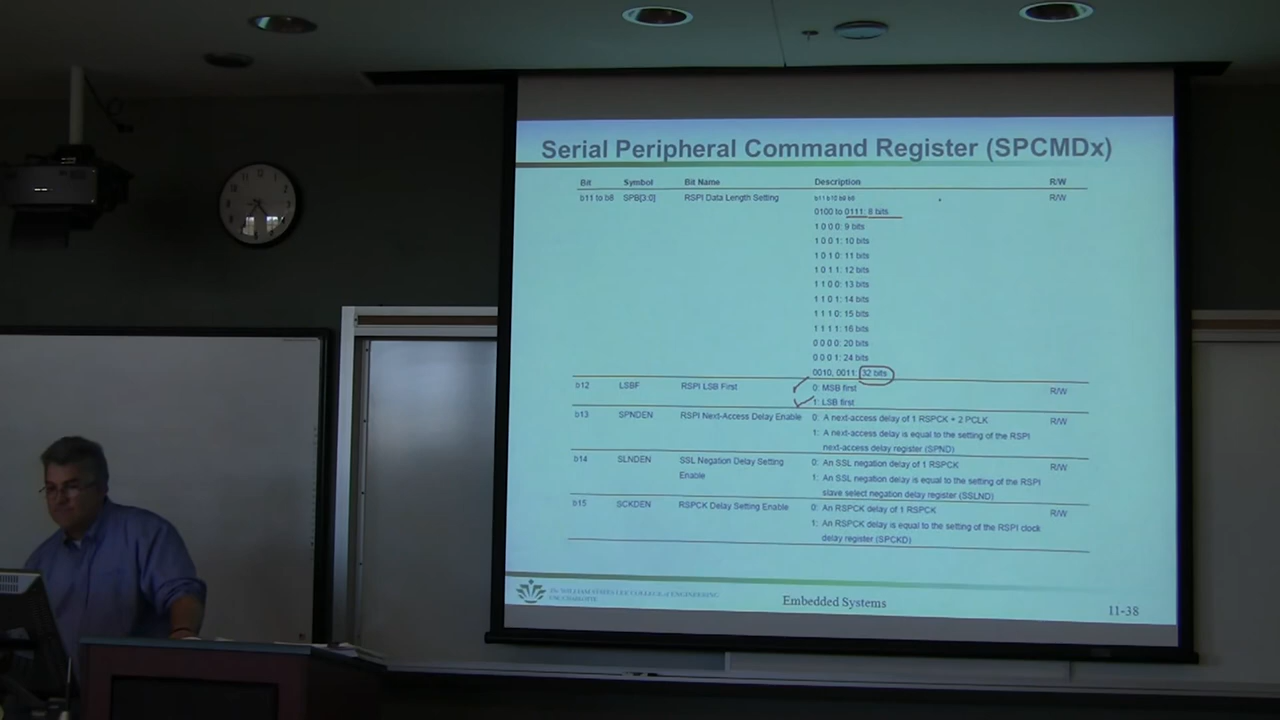 Serial Peripheral Command Register (SPCMDx)
Bit Symbol Bit Name Description R/W
b11 to b8 SPB[3:0] RSPI Data Length Setting b11 b10 b9 b8 R/W
0100 to 0111: 8 bits
1 0 0 0: 9 bits
1 0 0 1: 10 bits
1 0 1 0: 11 bits
1 0 1 1: 12 bits
1 1 0 0: 13 bits
1 1 0 1: 14 bits
1 1 1 0: 15 bits
1 1 1 1: 16 bits
0 0 0 0: 20 bits
0 0 0 1: 24 bits
0010, 0011: 32 bits
b12 LSBF RSPI LSB First 0: MSB first R/W
1: LSB first
b13 SPNDEN RSPI Next-Access Delay Enable 0: A next-access delay of 1 RSPCK + 2 PCLK R/W
1: A next-access delay is equal to the setting of the RSPI
next-access delay register (SPND)
b14 SLNDEN SSL Negation Delay Setting 0: An SSL negation delay of 1 RSPCK R/W
Enable 1: An SSL negation delay is equal to the setting of the RSPI
slave select negation delay register (SSLND)
b15 SCKDEN RSPCK Delay Setting Enable 0: An RSPCK delay of 1 RSPCK R/W
1: An RSPCK delay is equal to the setting of the RSPI clock
delay register (SPCKD)
The WILLIAM STATES LEE COLLEGE of ENGINEERING
UNC CHARLOTTE
Embedded Systems
11-38